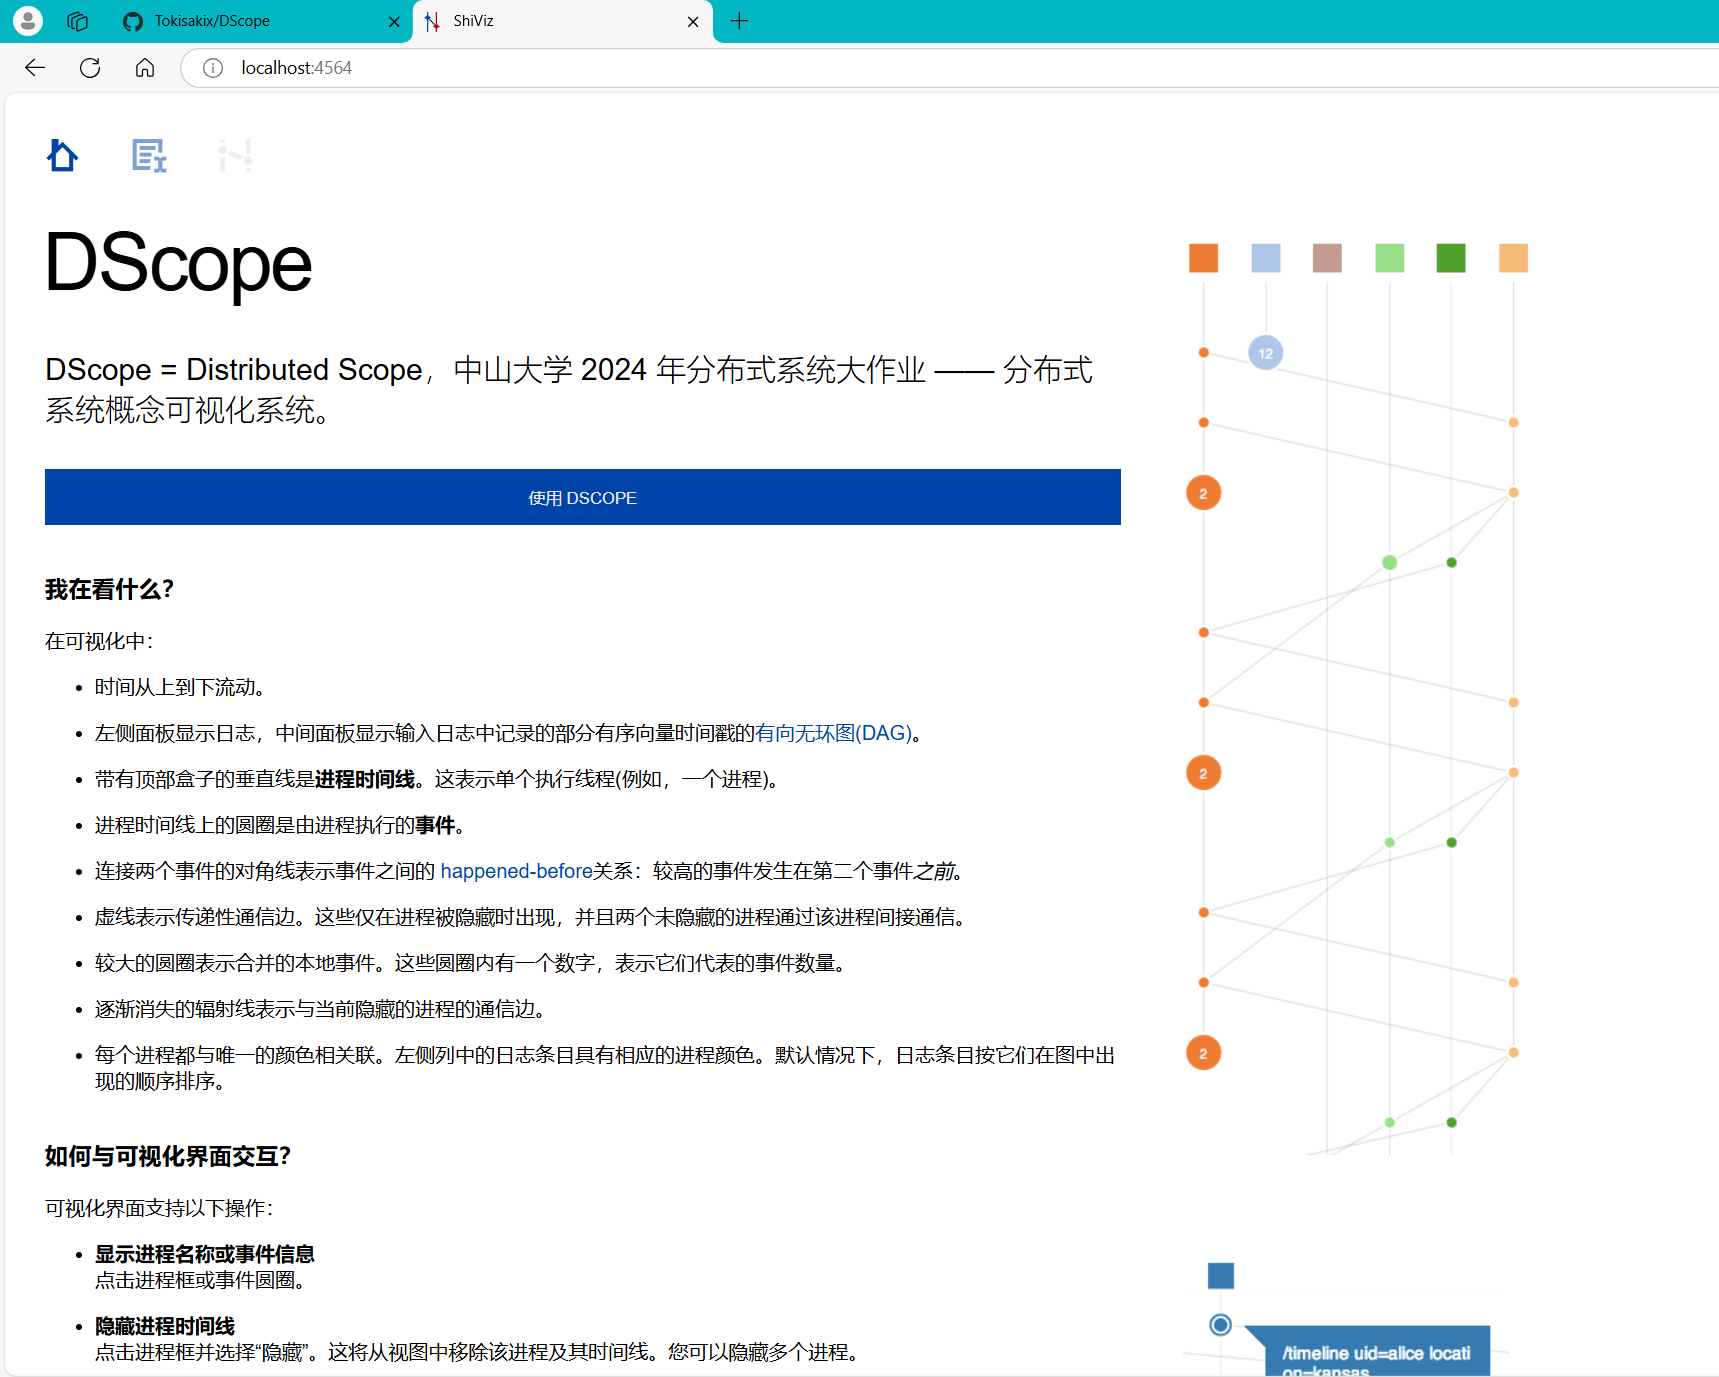 Tokisakix/DScope
ShiViz
localhost:4564
DScope
DScope = Distributed Scope，中山大学 2024 年分布式系统大作业 —— 分布式
系统概念可视化系统。
使用 DSCOPE
我在看什么？
在可视化中：
时间从上到下流动。
左侧面板显示日志，中间面板显示输入日志中记录的部分有序向量时间戳的有向无环图(DAG)。
带有顶部盒子的垂直线是进程时间线。这表示单个执行线程(例如，一个进程)。
进程时间线上的圆圈是由进程执行的事件。
连接两个事件的对角线表示事件之间的 happened-before关系：较高的事件发生在第二个事件之前。
虚线表示传递性通信边。这些仅在进程被隐藏时出现，并且两个未隐藏的进程通过该进程间接通信。
较大的圆圈表示合并的本地事件。这些圆圈内有一个数字，表示它们代表的事件数量。
逐渐消失的辐射线表示与当前隐藏的进程的通信边。
每个进程都与唯一的颜色相关联。左侧列中的日志条目具有相应的进程颜色。默认情况下，日志条目按它们在图中出
现的顺序排序。
如何与可视化界面交互？
可视化界面支持以下操作：
显示进程名称或事件信息
点击进程框或事件圆圈。
隐藏进程时间线
点击进程框并选择“隐藏”。这将从视图中移除该进程及其时间线。您可以隐藏多个进程。
12
2
2
2
/timeline uid=alice locati
on=kansas